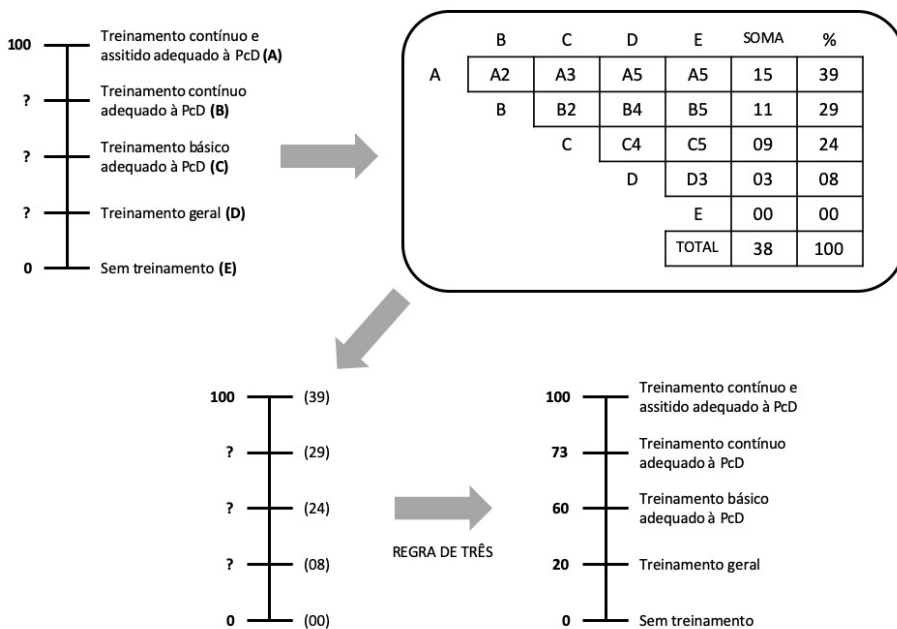 100 Treinamento contínuo e
assitido adequado à PcD (A)
? Treinamento contínuo
adequado à PcD (B)
? Treinamento básico
adequado à PcD (C)
? Treinamento geral (D)
0 Sem treinamento (E)
B C D E SOMA %
A A2 A3 A5 A5 15 39
B B2 B4 B5 11 29
C C4 C5 09 24
D D3 03 08
E 00 00
TOTAL 38 100
100 (39)
? (29)
? (24)
? (08)
0 (00)
REGRA DE TRÊS
100 Treinamento contínuo e
assitido adequado à PcD
73 Treinamento contínuo
adequado à PcD
60 Treinamento básico
adequado à PcD
20 Treinamento geral
0 Sem treinamento